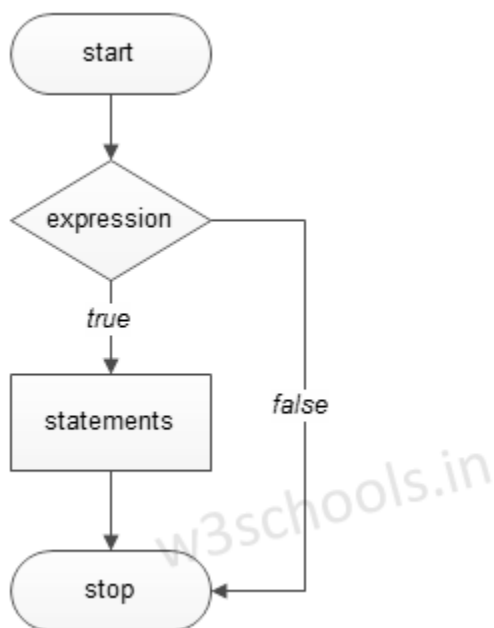 start
expression
true
statements
false
w3schools.in
stop